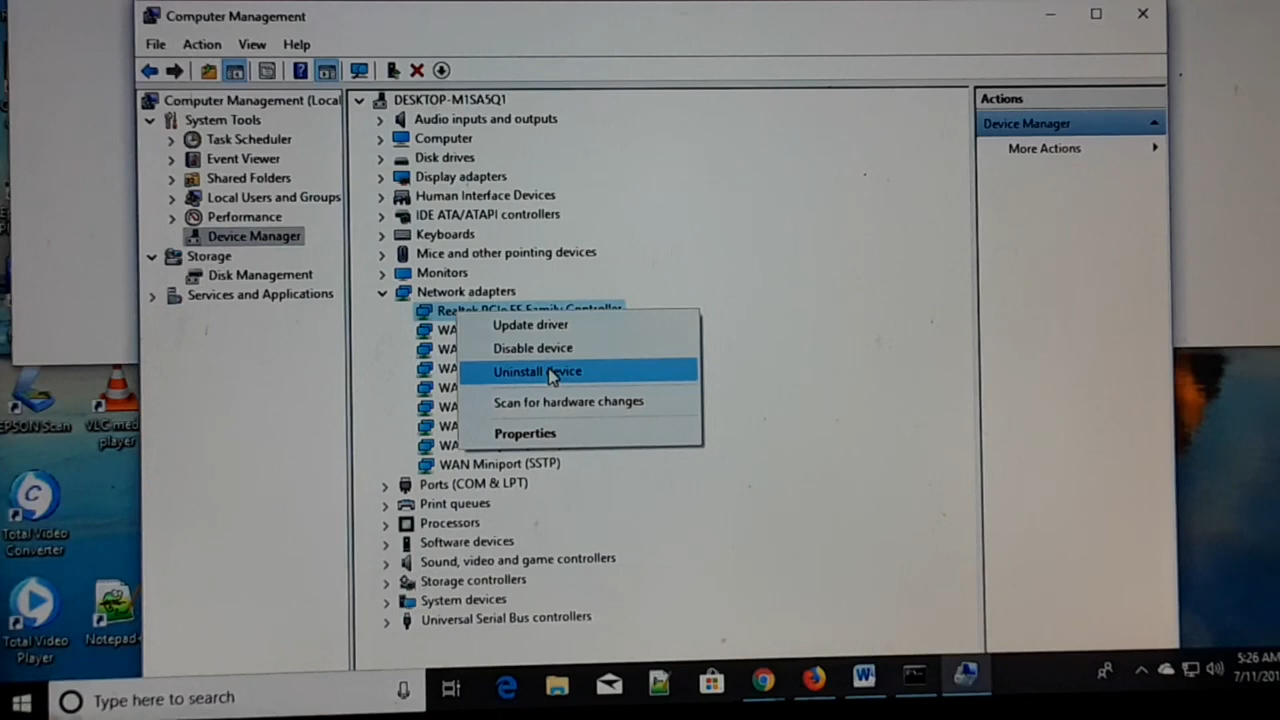 Computer Management
File Action View Help
Computer Management (Local
System Tools
Task Scheduler
Event Viewer
Shared Folders
Local Users and Groups
Performance
Device Manager
Storage
Disk Management
Services and Applications
DESKTOP-M1SA5Q1
Audio inputs and outputs
Computer
Disk drives
Display adapters
Human Interface Devices
IDE ATA/ATAPI controllers
Keyboards
Mice and other pointing devices
Monitors
Network adapters
Realtek PCIe FE Family Controller
WA
WA
WA
WA
WA
WA
WA
WAN Miniport (SSTP)
Ports (COM & LPT)
Print queues
Processors
Software devices
Sound, video and game controllers
Storage controllers
System devices
Universal Serial Bus controllers
Update driver
Disable device
Uninstall device
Scan for hardware changes
Properties
Actions
Device Manager
More Actions
EPSON Scan
VLC media
player
Total Video
Converter
Total Video
Player
Notepad+
Type here to search
5:26 AM
7/11/201